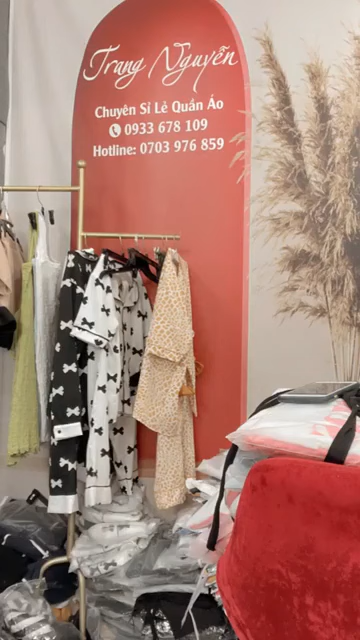 Trang Nguyễn
Chuyên Sỉ Lẻ Quần Áo
0933 678 109
Hotline: 0703 976 859